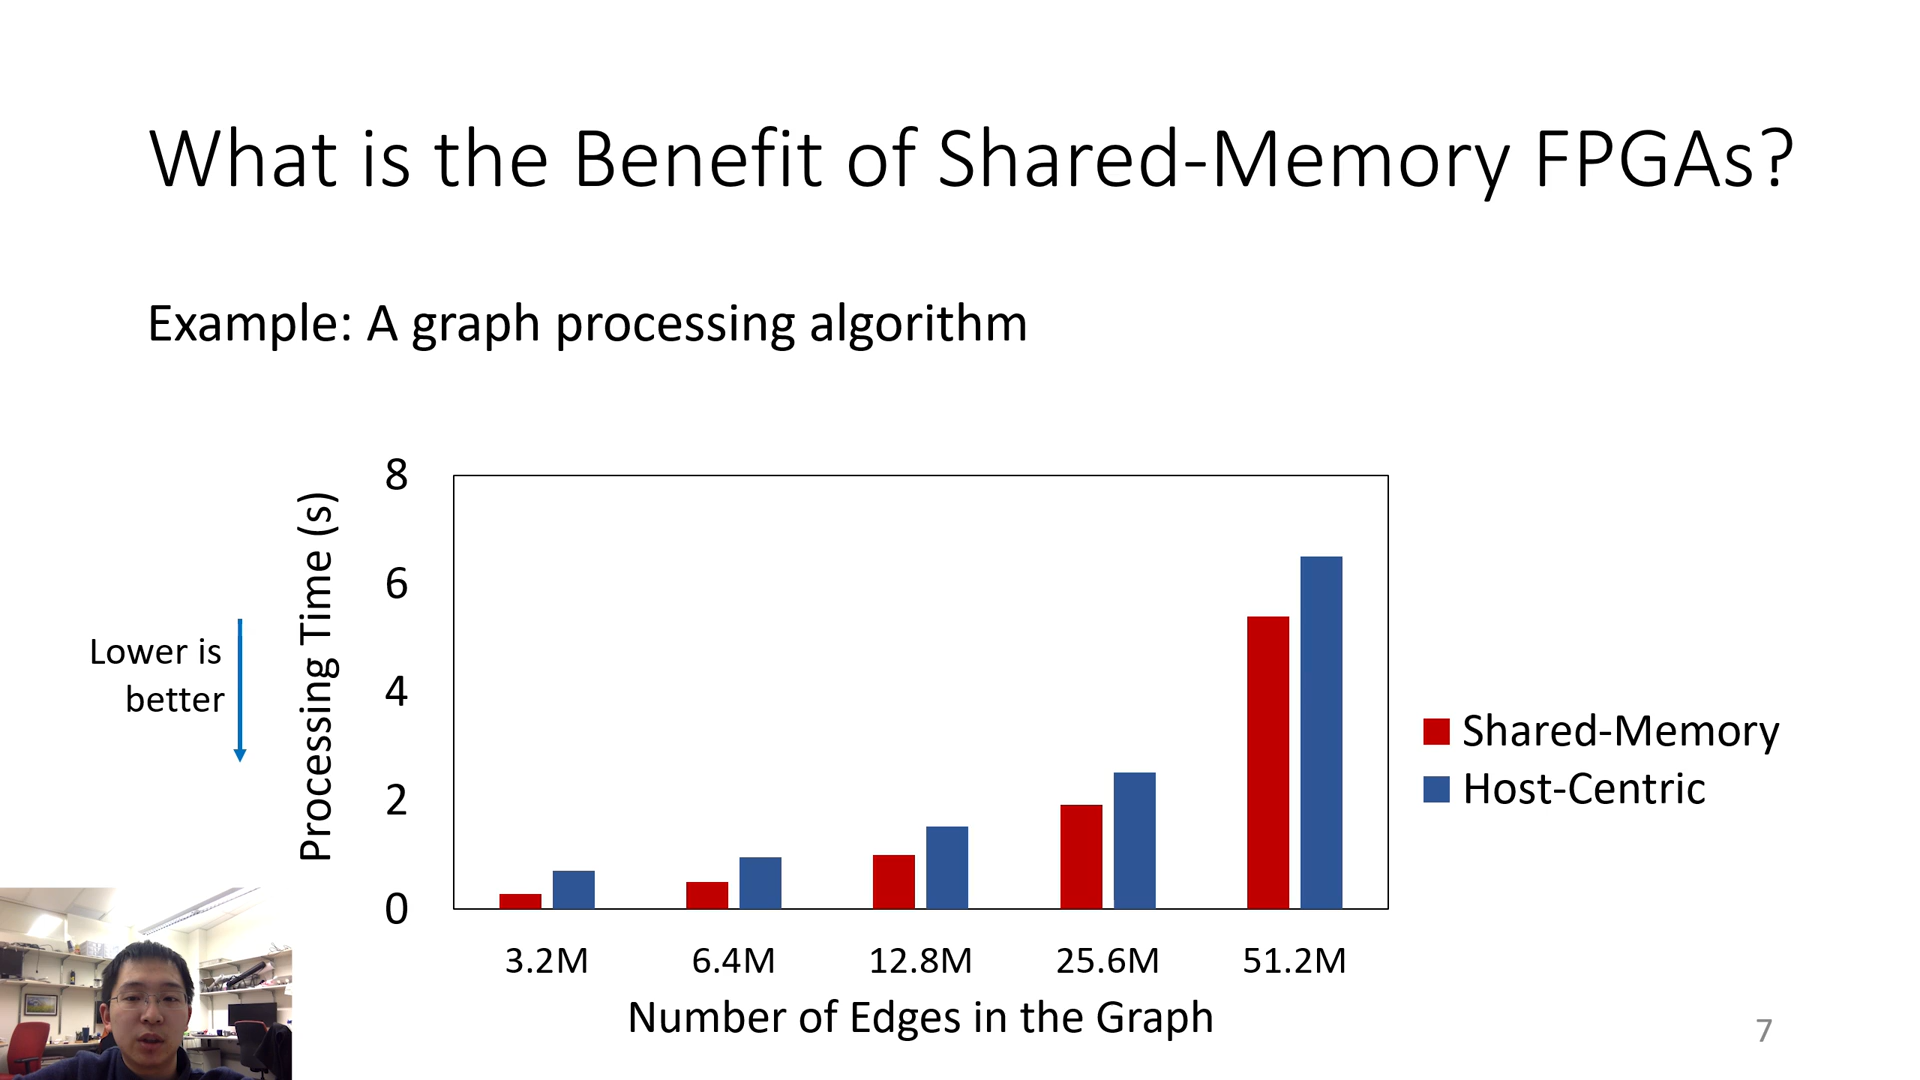 What is the Benefit of Shared-Memory FPGAs?
Example: A graph processing algorithm
Lower is
better
Processing Time (s)
8
6
4
2
0
3.2M
6.4M
12.8M
25.6M
51.2M
Number of Edges in the Graph
Shared-Memory
Host-Centric
7